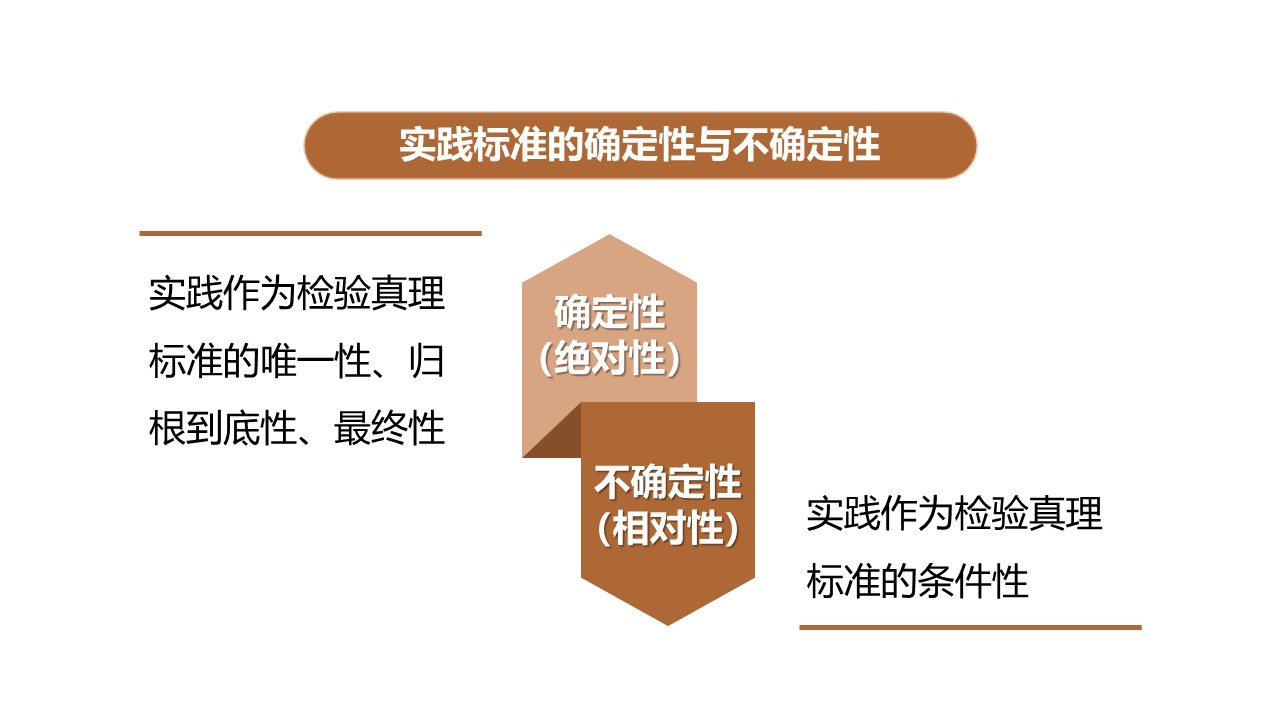 实践标准的确定性与不确定性
实践作为检验真理
标准的唯一性、归
根到底性、最终性
确定性
（绝对性）
不确定性
（相对性）
实践作为检验真理
标准的条件性